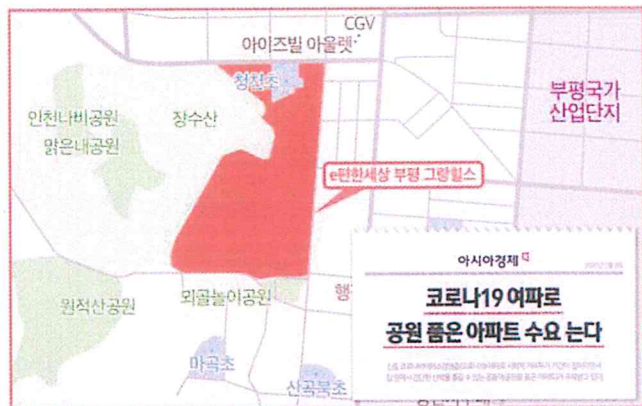 CGV
아이즈빌 아울렛
청천초
부평국가
산업단지
인천나비공원
장수산
맑은내공원
e편한세상 부평 그랑힐스
아시아경제
코로나19 여파로
공원 품은 아파트 수요 는다
원적산공원
뫼골놀이공원
마곡초
산곡북초